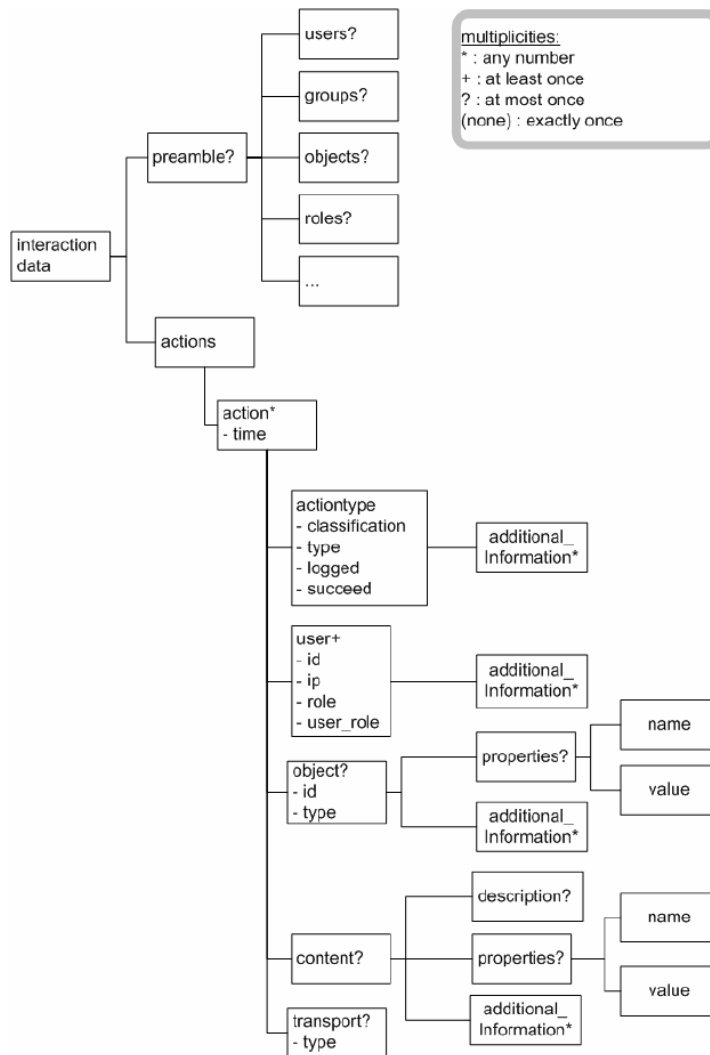 users?
multiplicities:
* : any number
+ : at least once
? : at most once
(none) : exactly once
groups?
preamble?
objects?
roles?
interaction
data
...
actions
action*
- time
actiontype
- classification
- type
- logged
- succeed
additional_
Information*
user+
- id
- ip
- role
- user_role
additional_
Information*
object?
- id
- type
properties?
name
value
additional_
Information*
description?
content?
properties?
name
value
additional_
Information*
transport?
- type